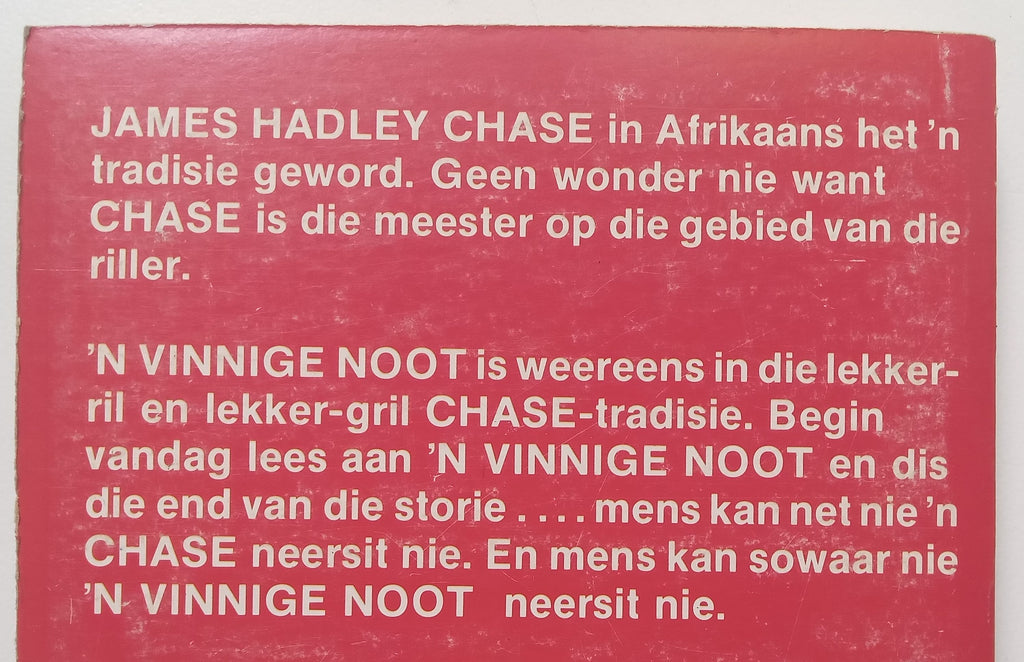 JAMES HADLEY CHASE in Afrikaans het 'n
tradisie geword. Geen wonder nie want
CHASE is die meester op die gebied van die
riller.
'N VINNIGE NOOT is weereens in die lekker-
ril en lekker-gril CHASE-tradisie. Begin
vandag lees aan 'N VINNIGE NOOT en dis
die end van die storie .... mens kan net nie 'n
CHASE neersit nie. En mens kan sowaar nie
'N VINNIGE NOOT neersit nie.